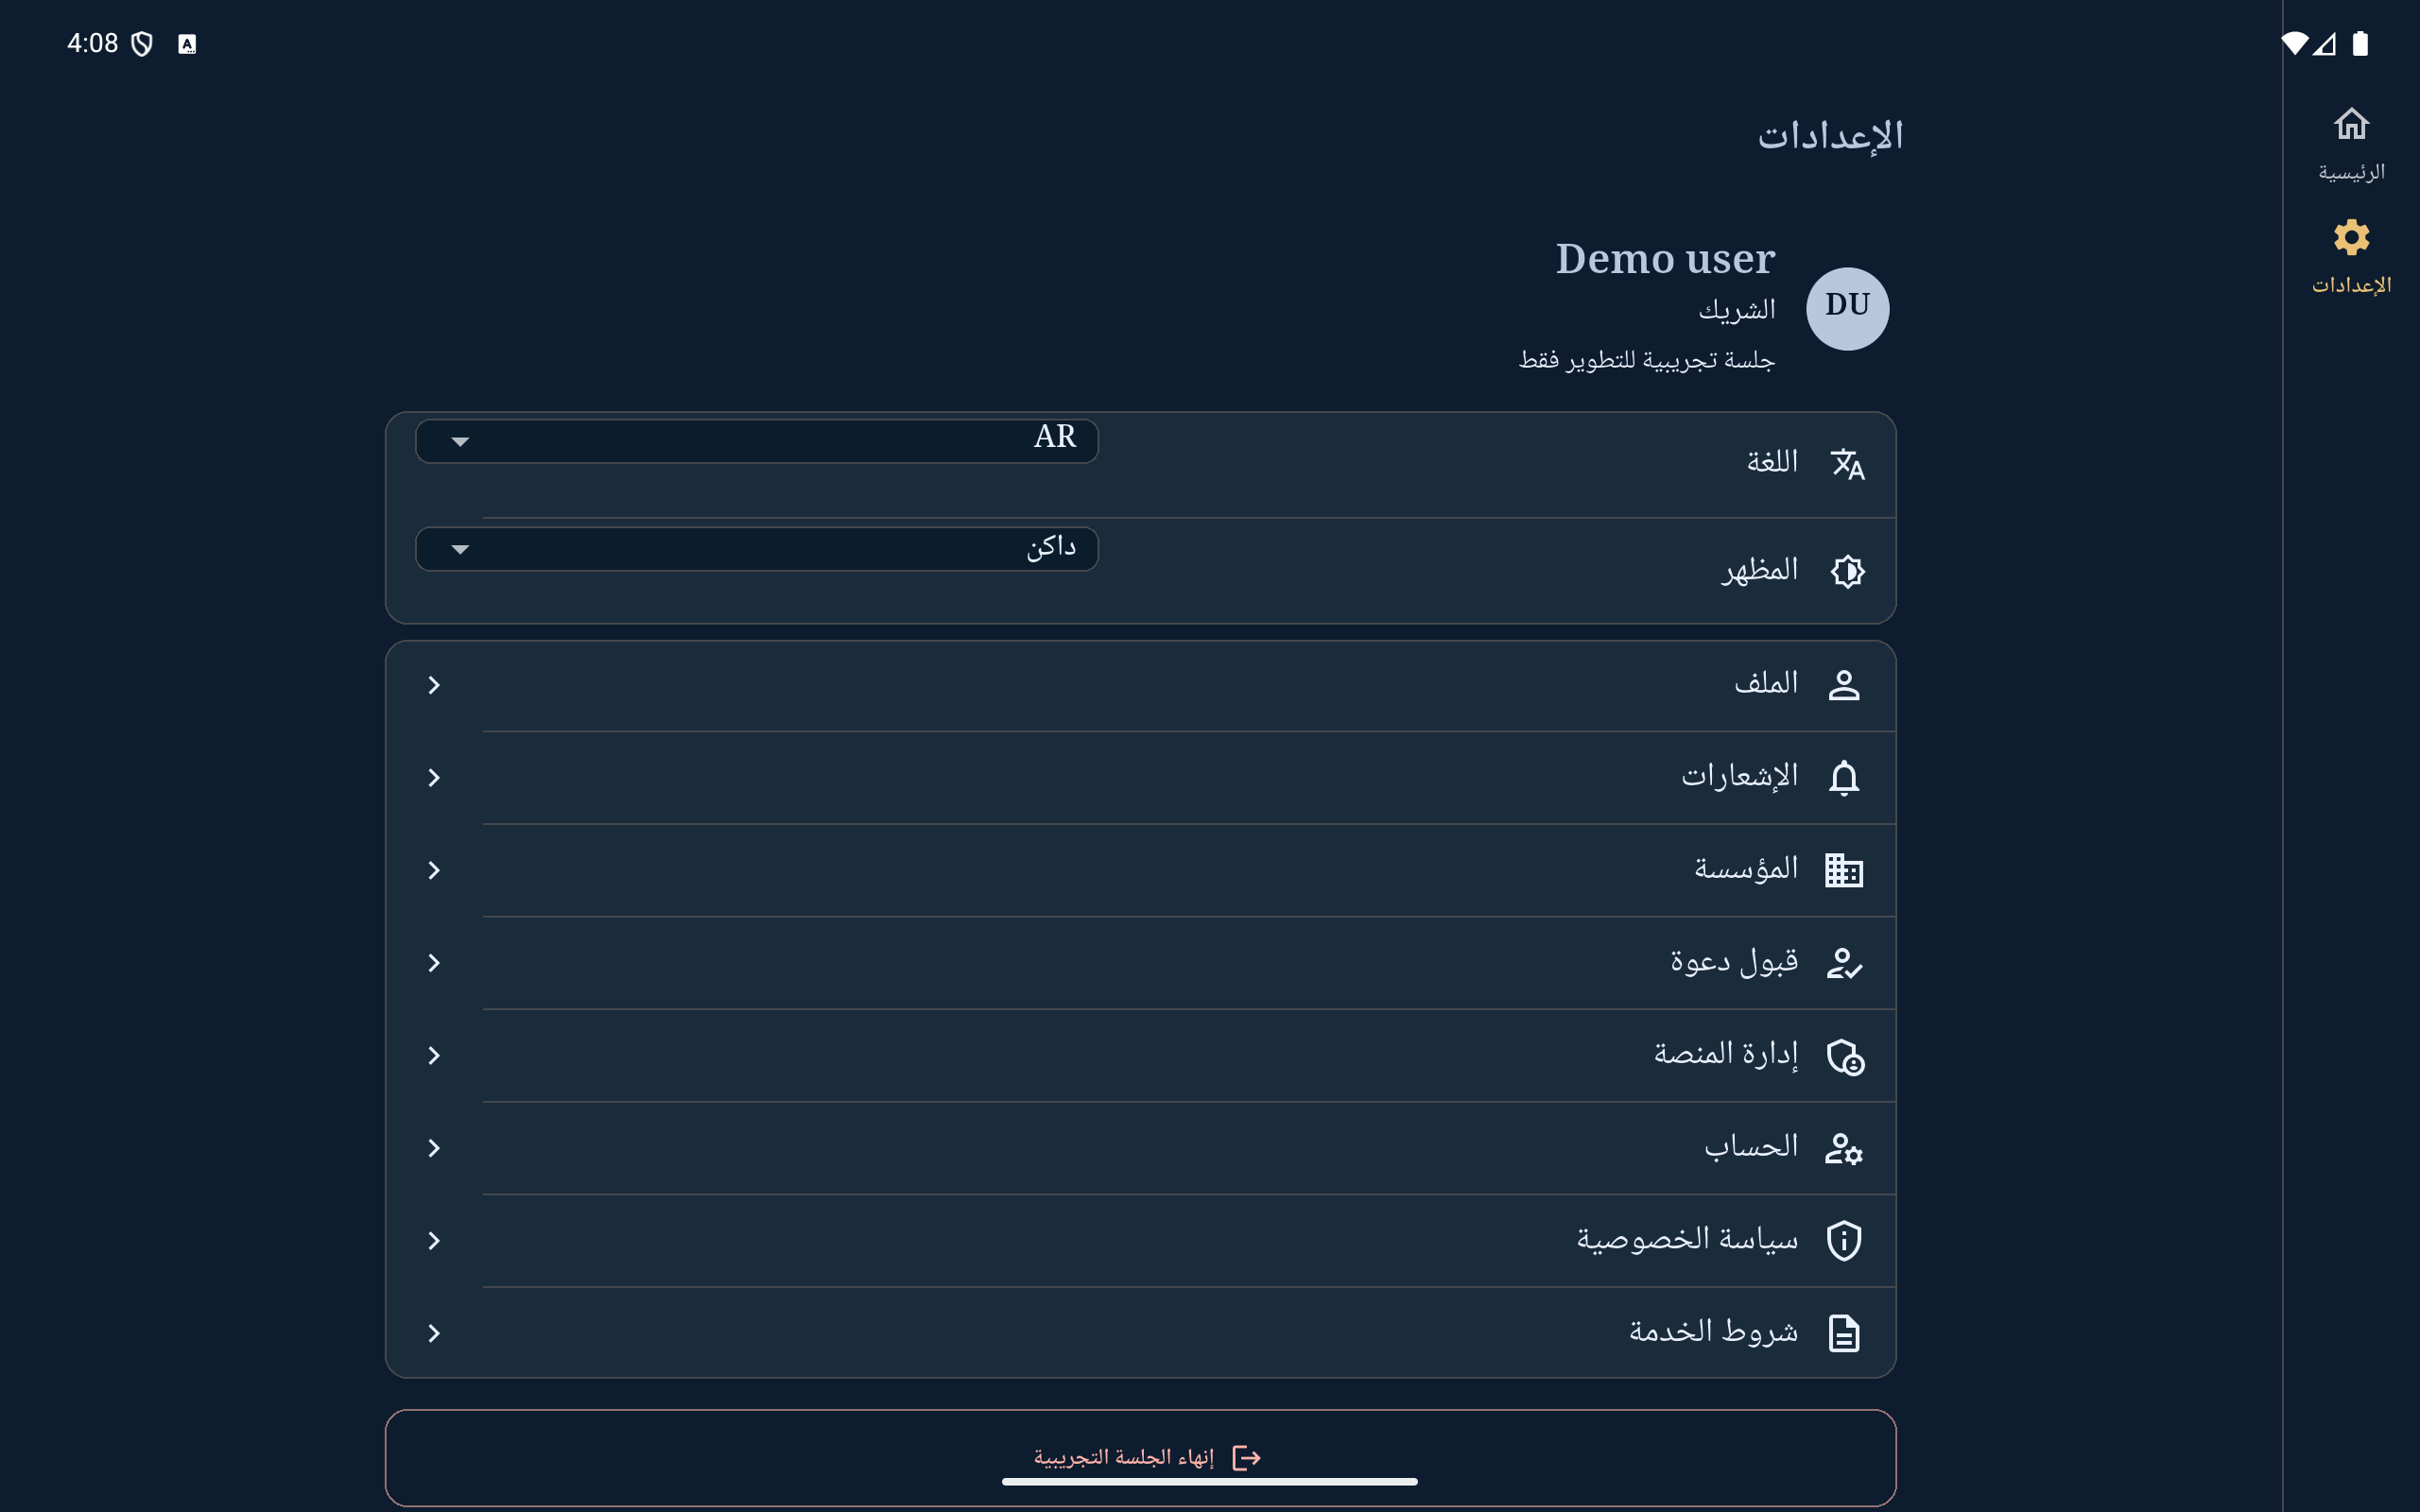 4:08
الرئيسية
الإعدادات
الإعدادات
Demo user
DU
الشريك
جلسة تجريبية للتطوير فقط
اللغة
AR
المظهر
داكن
الملف
الإشعارات
المؤسسة
قبول دعوة
إدارة المنصة
الحساب
سياسة الخصوصية
شروط الخدمة
إنهاء الجلسة التجريبية